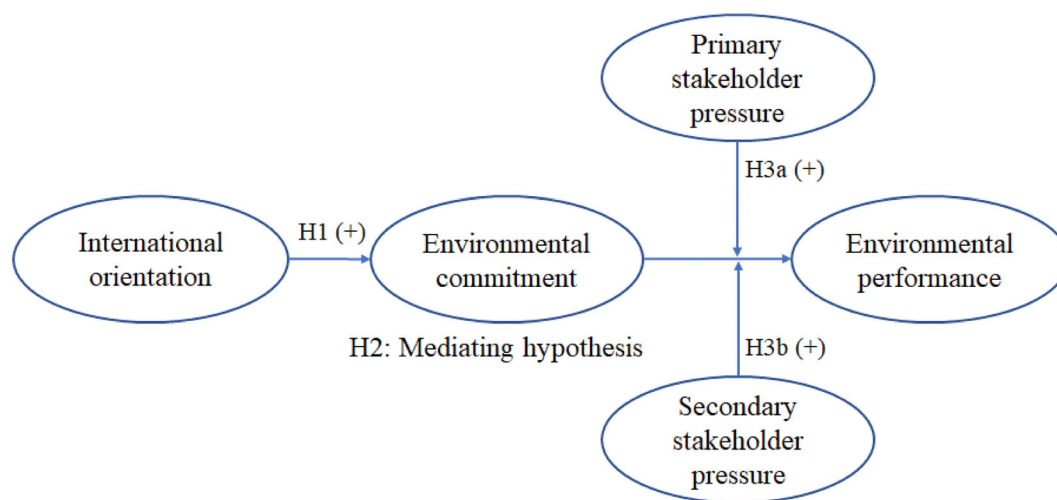 Primary
stakeholder
pressure
H3a (+)
International
orientation
H1 (+)
Environmental
commitment
Environmental
performance
H2: Mediating hypothesis
H3b (+)
Secondary
stakeholder
pressure